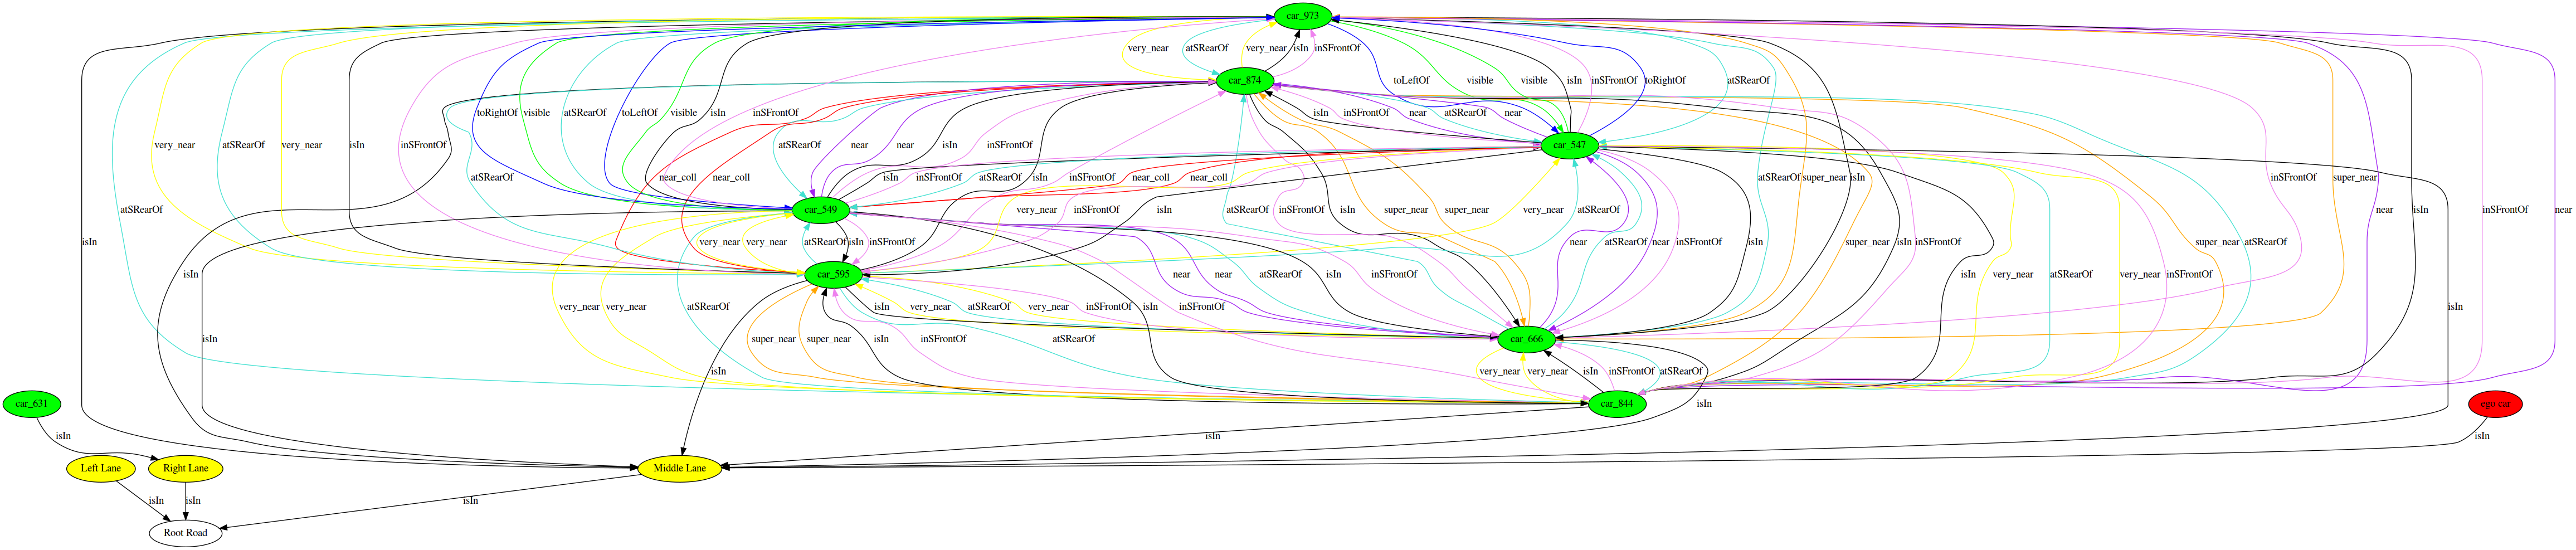 car_973
very_near atSRearOf very_near isIn inSFrontOf
car_874 toLeftOf visible visible isIn inSFrontOf toRightOf atSRearOf
toRightOf visible atSRearOf toLeftOf visible isIn inSFrontOf isIn inSFrontOf near atSRearOf near
very_near atSRearOf very_near isIn inSFrontOf atSRearOf near near isIn inSFrontOf car_547
atSRearOf near_coll near_coll inSFrontOf isIn inSFrontOf atSRearOf isIn near_coll near_coll atSRearOf super_near isIn inSFrontOf super_near
atSRearOf car_549 very_near inSFrontOf isIn atSRearOf inSFrontOf isIn super_near super_near very_near atSRearOf near isIn inSFrontOf near
isIn very_near very_near atSRearOf isIn inSFrontOf near atSRearOf near inSFrontOf isIn super_near isIn inSFrontOf super_near atSRearOf
isIn car_595 near near atSRearOf isIn inSFrontOf isIn very_near atSRearOf very_near inSFrontOf
very_near very_near atSRearOf isIn very_near atSRearOf very_near inSFrontOf isIn inSFrontOf isIn
isIn super_near super_near isIn inSFrontOf atSRearOf car_666
isIn very_near very_near isIn inSFrontOf atSRearOf
car_631 car_844 isIn ego car
isIn isIn isIn
Left Lane Right Lane Middle Lane
isIn isIn isIn
Root Road